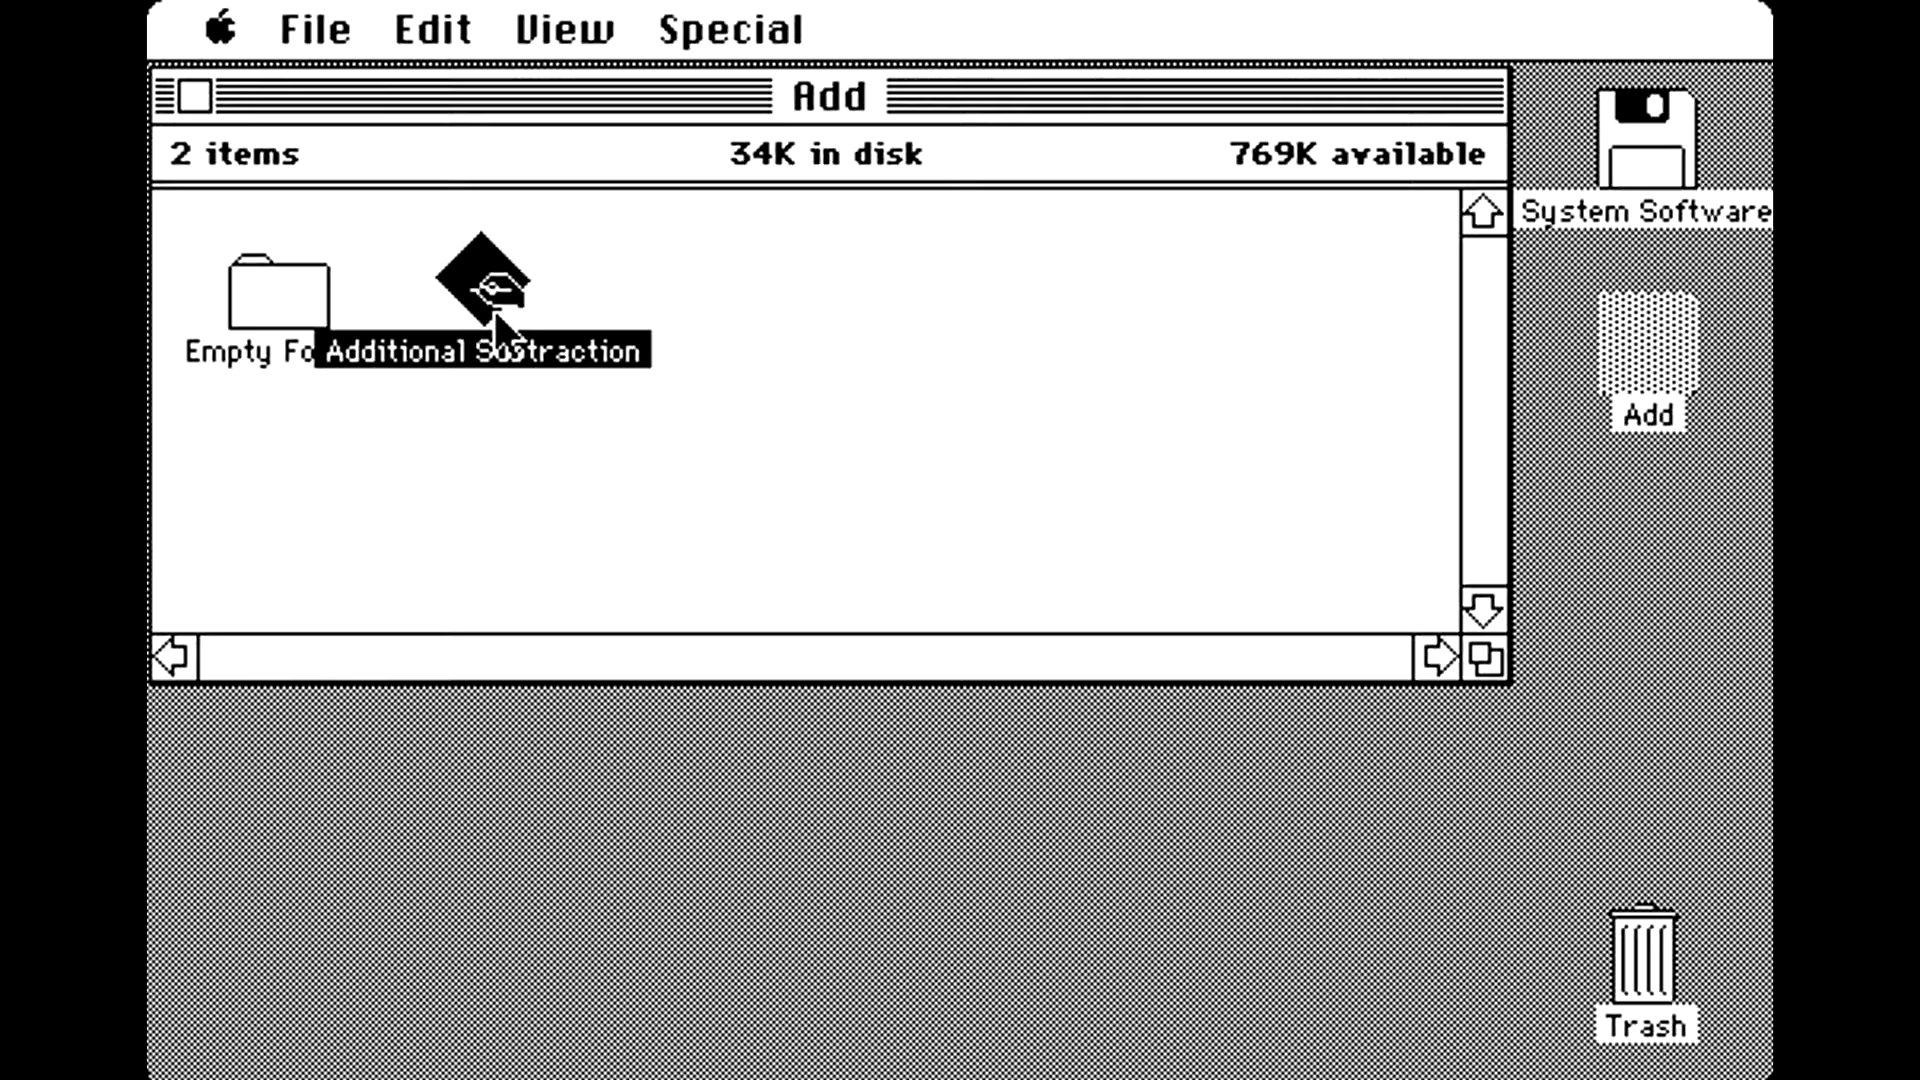 File Edit View Special
Add
2 items 34K in disk 769K available
System Software
Empty Fo
Additional Subtraction
Add
Trash